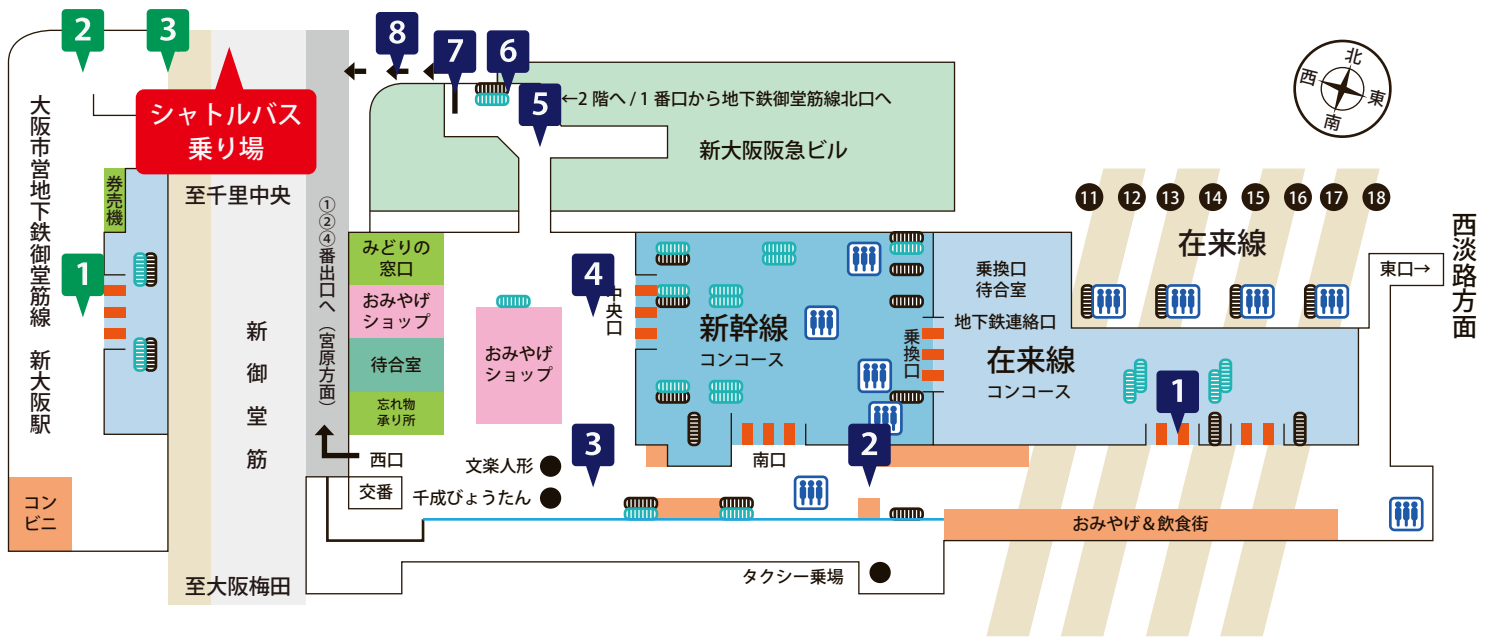 2
3
8
7
6
5
シャトルバス
乗り場
←2 階へ / 1 番口から地下鉄御堂筋線北口へ
新大阪阪急ビル
北
西
東
南
大阪市営地下鉄御堂筋線 新大阪駅
券売機
至千里中央
①②④番出口へ（宮原方面）
11
12
13
14
15
16
17
18
在来線
西淡路方面
東口→
1
みどりの
窓口
おみやげ
ショップ
待合室
忘れ物
承り所
おみやげ
ショップ
4
中央口
新幹線
コンコース
乗換口
乗換口
待合室
地下鉄連絡口
在来線
コンコース
1
新御堂筋
西口
交番
文楽人形
千成びょうたん
3
南口
2
コン
ビニ
おみやげ＆飲食街
至大阪梅田
タクシー乗場